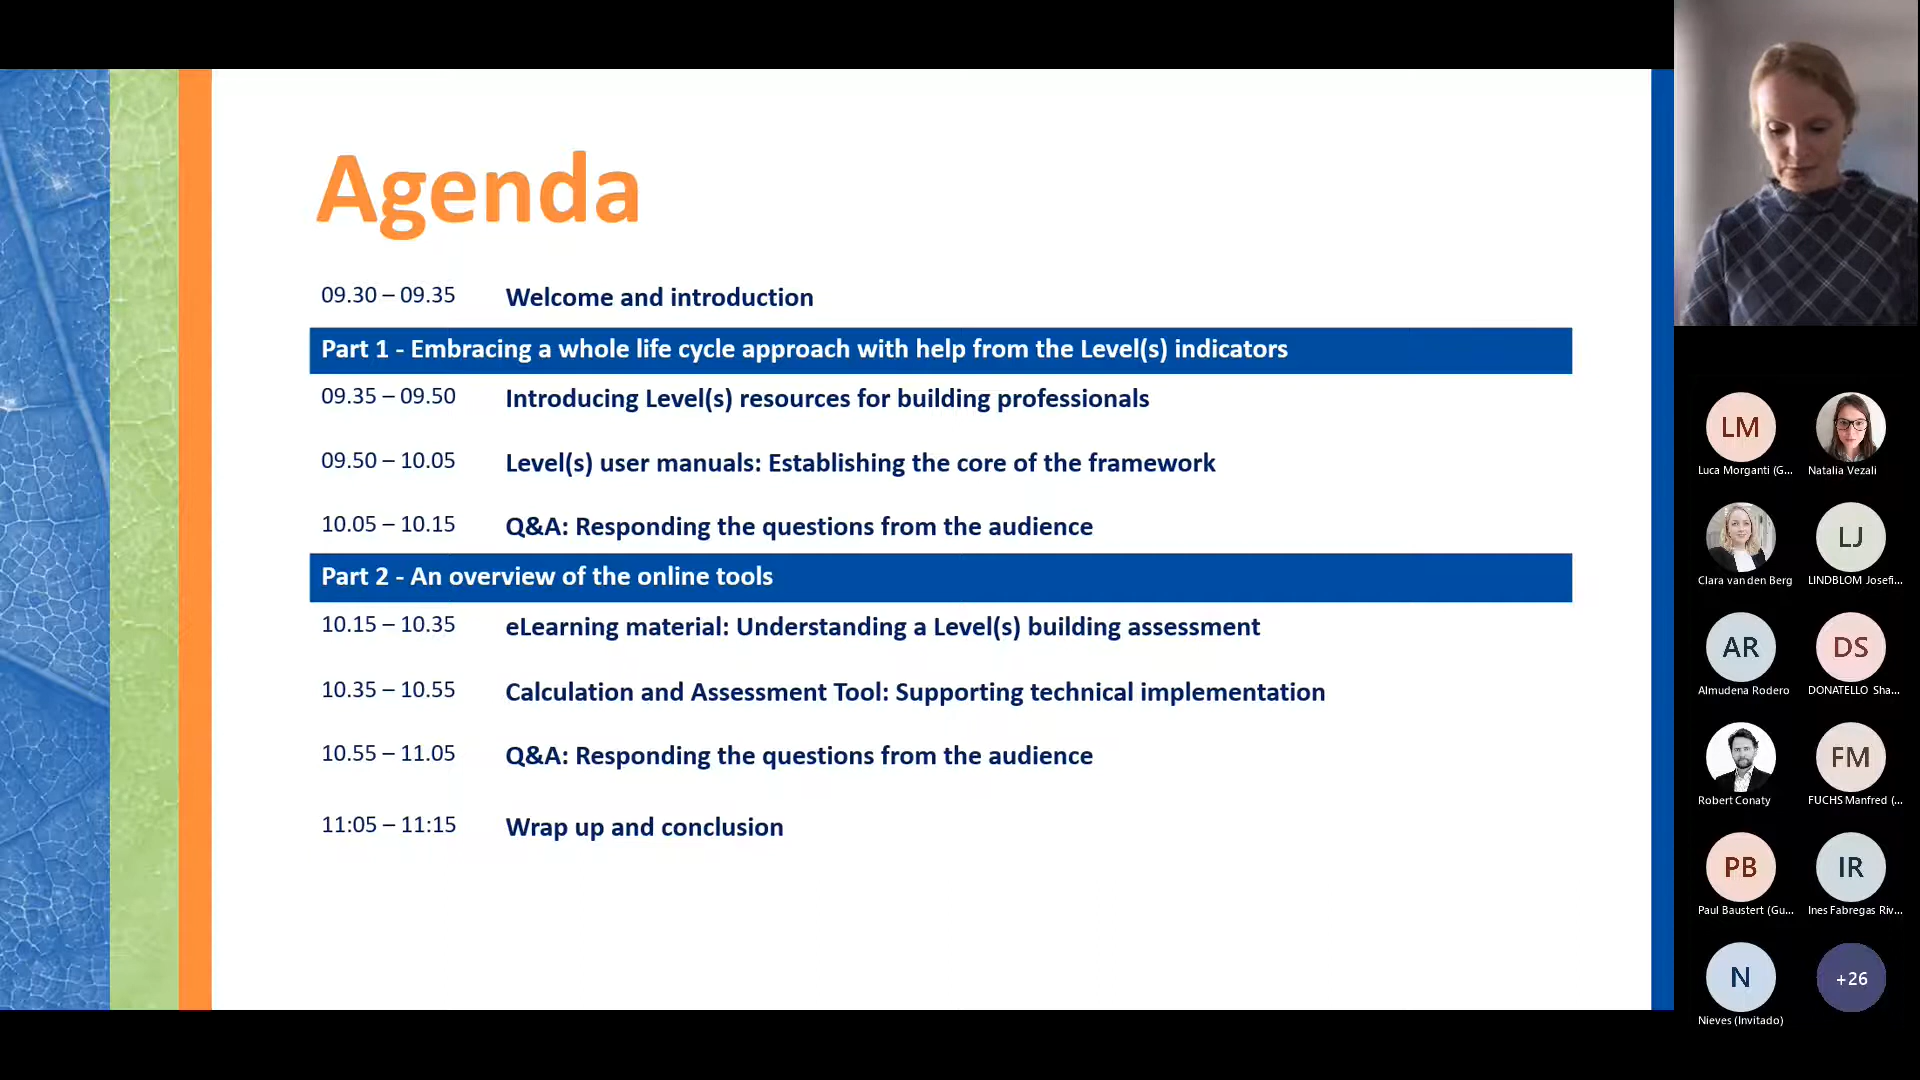 Agenda
09.30 – 09.35 Welcome and introduction
Part 1 - Embracing a whole life cycle approach with help from the Level(s) indicators
09.35 – 09.50 Introducing Level(s) resources for building professionals
09.50 – 10.05 Level(s) user manuals: Establishing the core of the framework
10.05 – 10.15 Q&A: Responding the questions from the audience
Part 2 - An overview of the online tools
10.15 – 10.35 eLearning material: Understanding a Level(s) building assessment
10.35 – 10.55 Calculation and Assessment Tool: Supporting technical implementation
10.55 – 11.05 Q&A: Responding the questions from the audience
11:05 – 11:15 Wrap up and conclusion
LM
Luca Morganti (G... Natalia Vezali
LJ
Clara van den Berg LINDBLOM Josefi...
AR DS
Almudena Rodero DONATELLO Sha...
FM
Robert Conaty FUCHS Manfred (...
PB IR
Paul Baustert (Gu... Ines Fabregas Riv...
N +26
Nieves (Invitado)